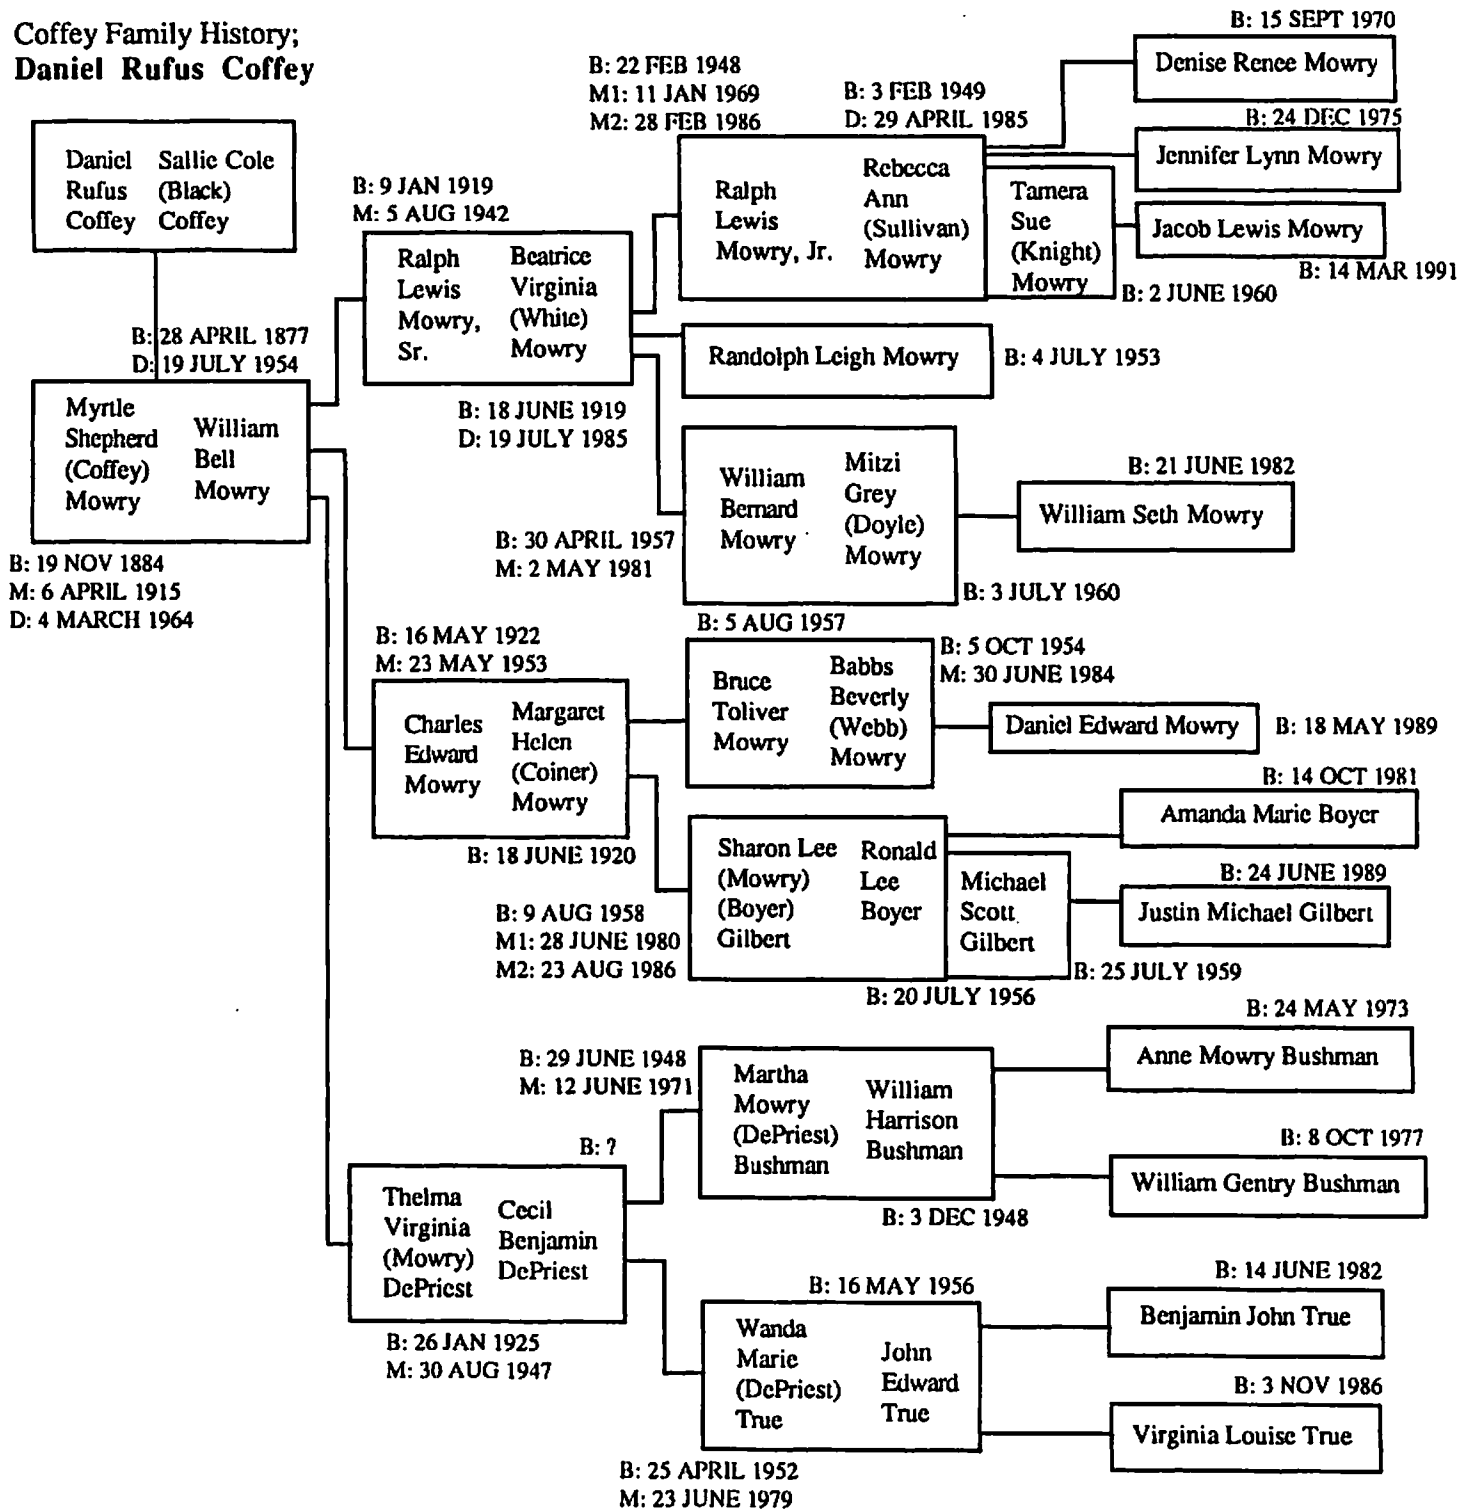 Coffey Family History;
Daniel Rufus Coffey
Daniel
Rufus
Coffey
Sallie Cole
(Black)
Coffey
B: 28 APRIL 1877
D: 19 JULY 1954
Myrtle
Shepherd
(Coffey)
Mowry
William
Bell
Mowry
B: 19 NOV 1884
M: 6 APRIL 1915
D: 4 MARCH 1964
B: 9 JAN 1919
M: 5 AUG 1942
Ralph
Lewis
Mowry,
Sr.
Beatrice
Virginia
(White)
Mowry
B: 18 JUNE 1919
D: 19 JULY 1985
B: 22 FEB 1948
M1: 11 JAN 1969
M2: 28 FEB 1986
B: 3 FEB 1949
D: 29 APRIL 1985
Ralph
Lewis
Mowry, Jr.
Rebecca
Ann
(Sullivan)
Mowry
Tamera
Sue
(Knight)
Mowry
B: 2 JUNE 1960
B: 15 SEPT 1970
Denise Renee Mowry
B: 24 DEC 1975
Jennifer Lynn Mowry
Jacob Lewis Mowry
B: 14 MAR 1991
Randolph Leigh Mowry
B: 4 JULY 1953
B: 30 APRIL 1957
M: 2 MAY 1981
William
Bernard
Mowry
Mitzi
Grey
(Doyle)
Mowry
B: 3 JULY 1960
B: 21 JUNE 1982
William Seth Mowry
B: 16 MAY 1922
M: 23 MAY 1953
Charles
Edward
Mowry
Margaret
Helen
(Coiner)
Mowry
B: 18 JUNE 1920
B: 5 AUG 1957
Bruce
Toliver
Mowry
Babbs
Beverly
(Webb)
Mowry
B: 5 OCT 1954
M: 30 JUNE 1984
Daniel Edward Mowry
B: 18 MAY 1989
B: 9 AUG 1958
M1: 28 JUNE 1980
M2: 23 AUG 1986
Sharon Lee
(Mowry)
(Boyer)
Gilbert
Ronald
Lee
Boyer
B: 20 JULY 1956
Michael
Scott
Gilbert
B: 25 JULY 1959
B: 14 OCT 1981
Amanda Marie Boyer
B: 24 JUNE 1989
Justin Michael Gilbert
B: ?
Thelma
Virginia
(Mowry)
DePriest
Cecil
Benjamin
DePriest
B: 26 JAN 1925
M: 30 AUG 1947
B: 29 JUNE 1948
M: 12 JUNE 1971
Martha
Mowry
(DePriest)
Bushman
William
Harrison
Bushman
B: 3 DEC 1948
B: 24 MAY 1973
Anne Mowry Bushman
B: 8 OCT 1977
William Gentry Bushman
B: 16 MAY 1956
Wanda
Marie
(DePriest)
True
John
Edward
True
B: 25 APRIL 1952
M: 23 JUNE 1979
B: 14 JUNE 1982
Benjamin John True
B: 3 NOV 1986
Virginia Louise True